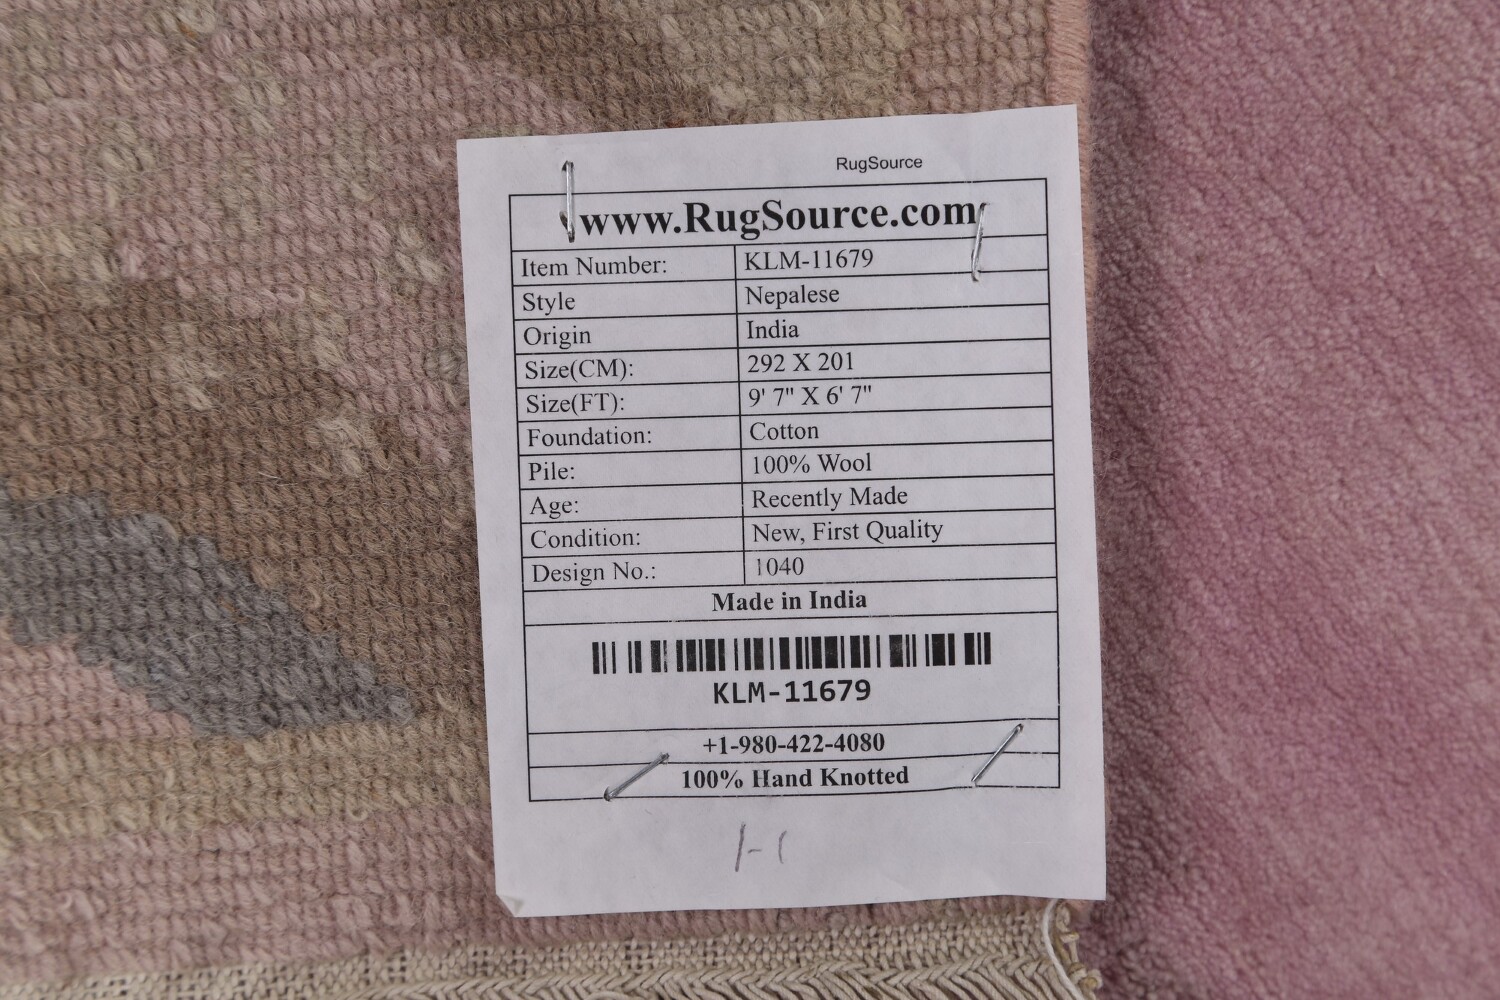 RugSource
www.RugSource.com
Item Number: KLM-11679
Style Nepalese
Origin India
Size(CM): 292 X 201
Size(FT): 9' 7" X 6' 7"
Foundation: Cotton
Pile: 100% Wool
Age: Recently Made
Condition: New, First Quality
Design No.: 1040
Made in India
KLM-11679
+1-980-422-4080
100% Hand Knotted
1-1